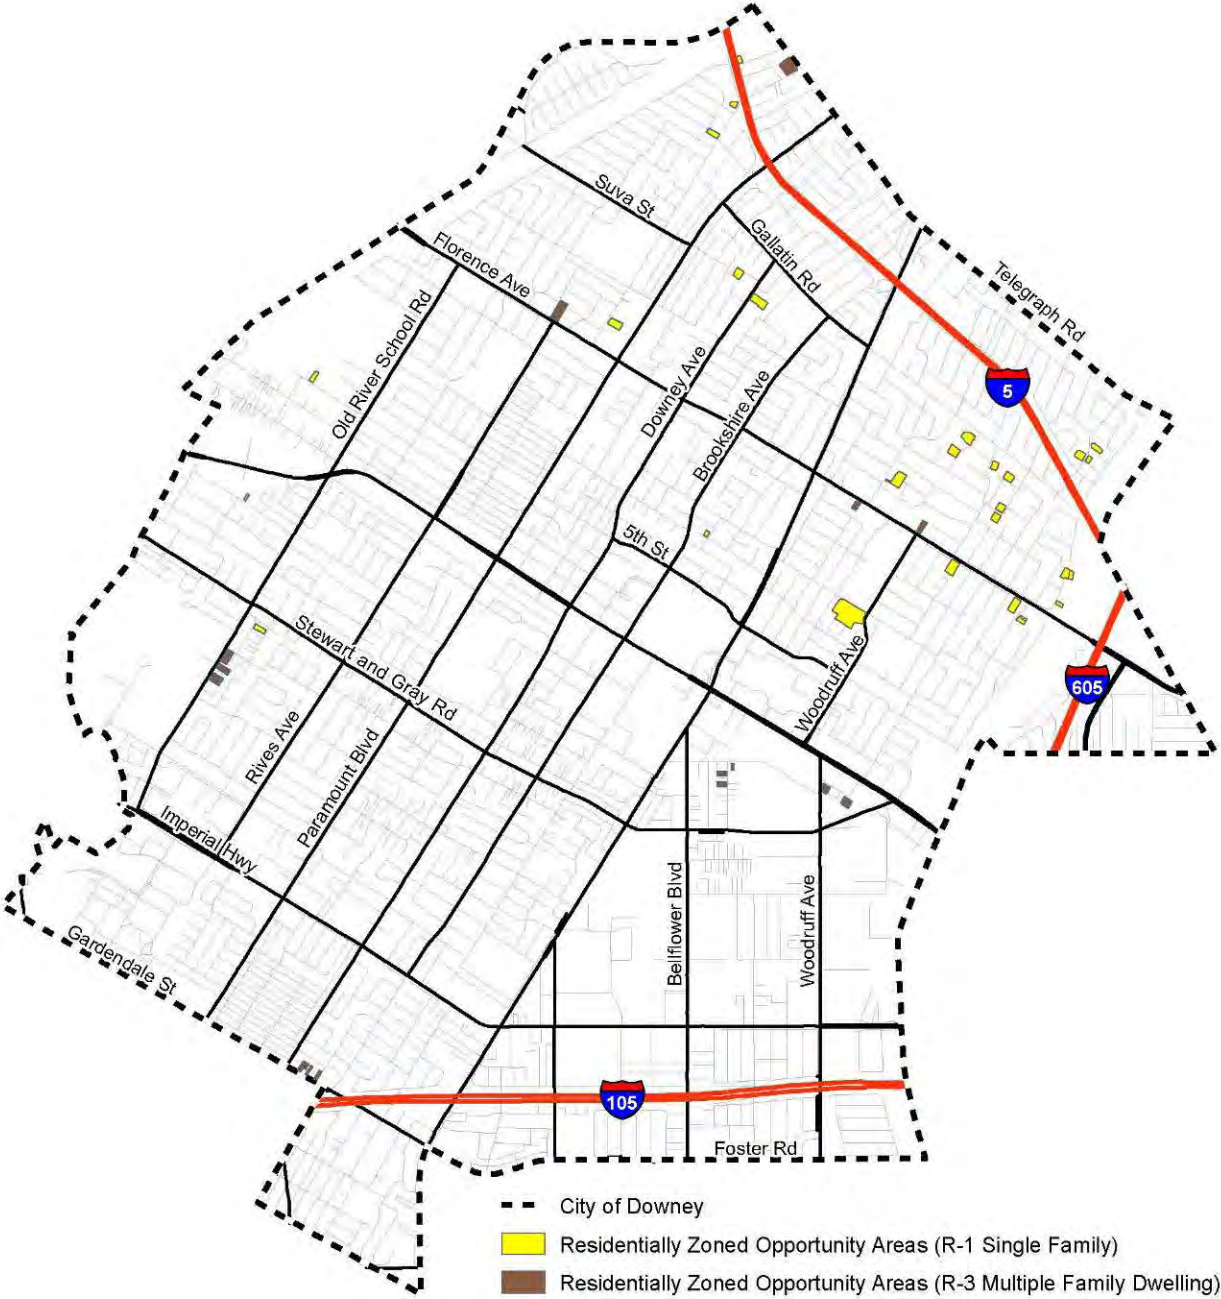 Suva St
Gallatin Rd
Florence Ave
Telegraph Rd
Old River School Rd
Downey Ave
Brookshire Ave
5
5th St
Stewart and Gray Rd
Woodruff Ave
605
Rives Ave
Paramount Blvd
Imperial Hwy
Bellflower Blvd
Woodruff Ave
Gardendale St
105
Foster Rd
City of Downey
Residentially Zoned Opportunity Areas (R-1 Single Family)
Residentially Zoned Opportunity Areas (R-3 Multiple Family Dwelling)